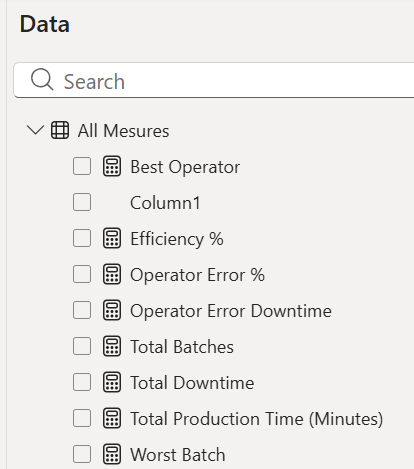 Data
Search
All Mesures
Best Operator
Column1
Efficiency %
Operator Error %
Operator Error Downtime
Total Batches
Total Downtime
Total Production Time (Minutes)
Worst Batch